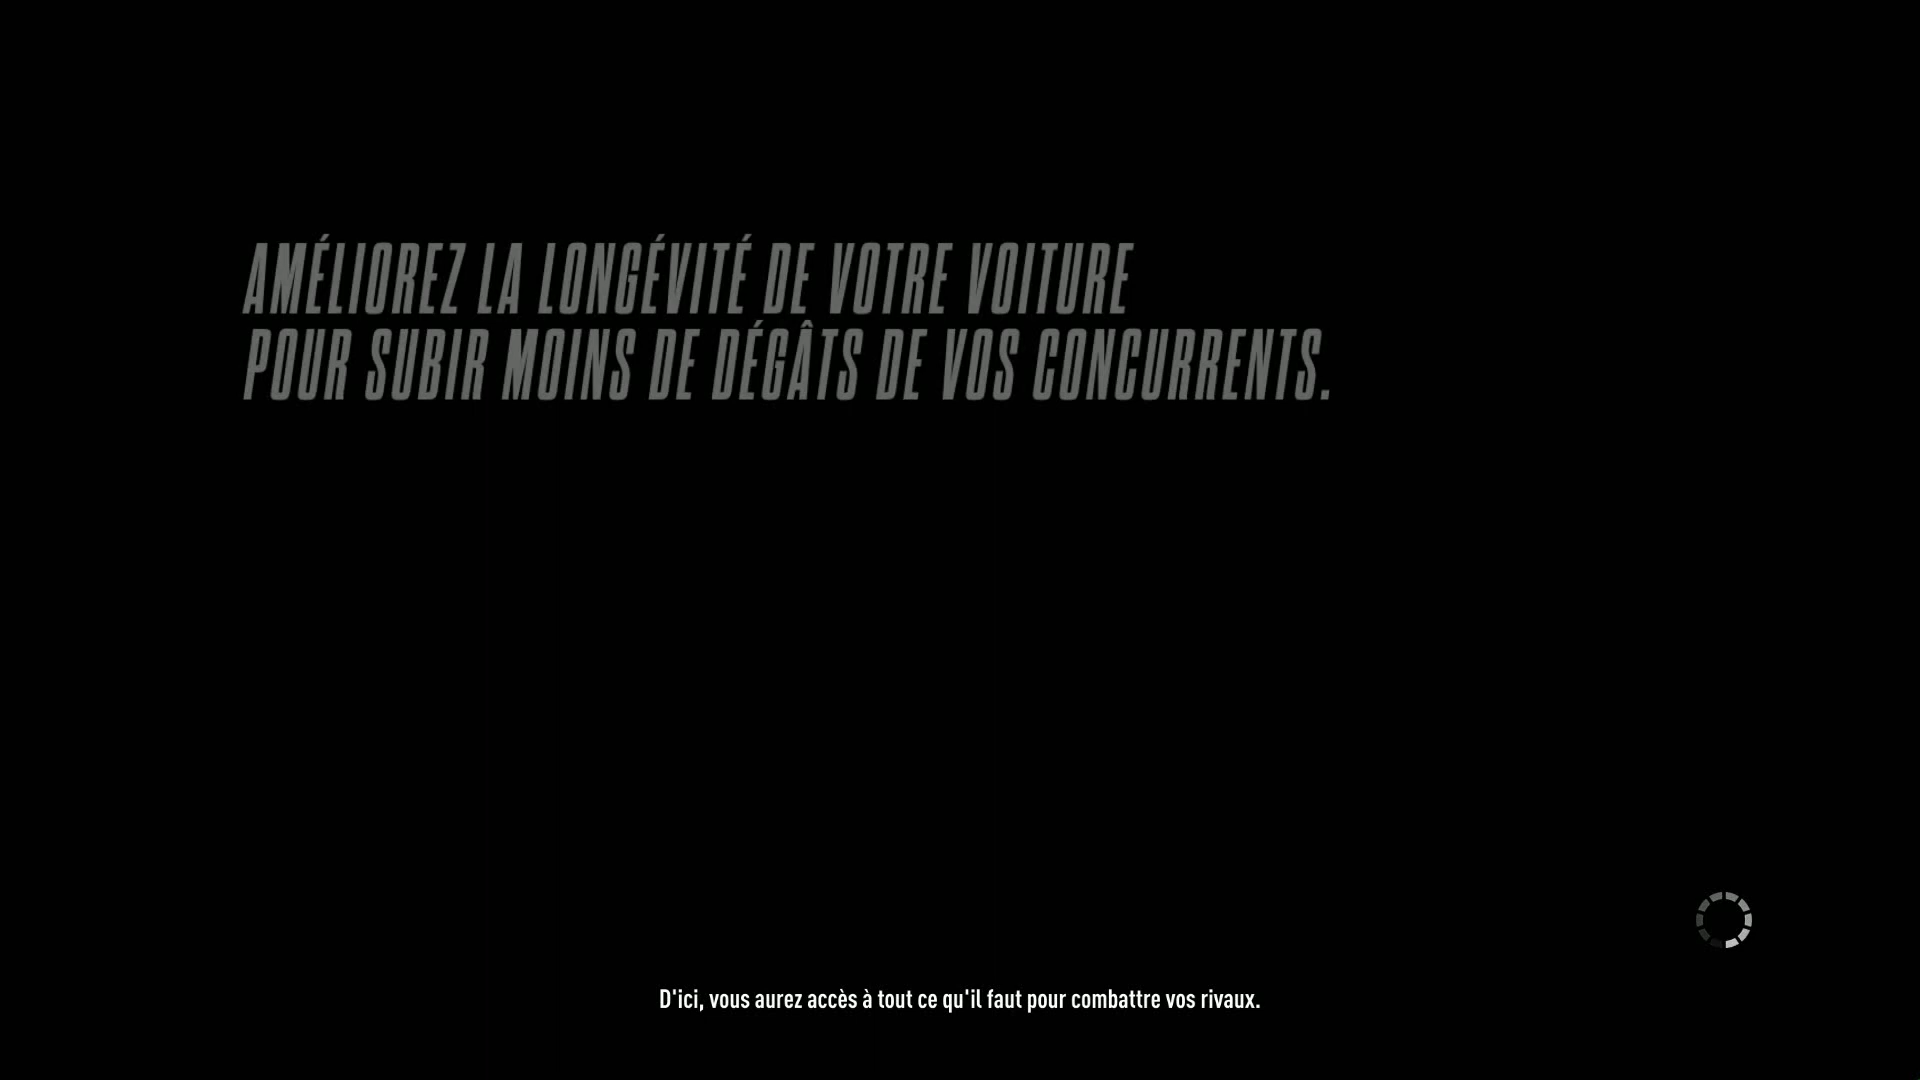 AMÉLIOREZ LA LONGÉVITÉ DE VOTRE VOITURE
POUR SUBIR MOINS DE DÉGÂTS DE VOS CONCURRENTS.
D'ici, vous aurez accès à tout ce qu'il faut pour combattre vos rivaux.